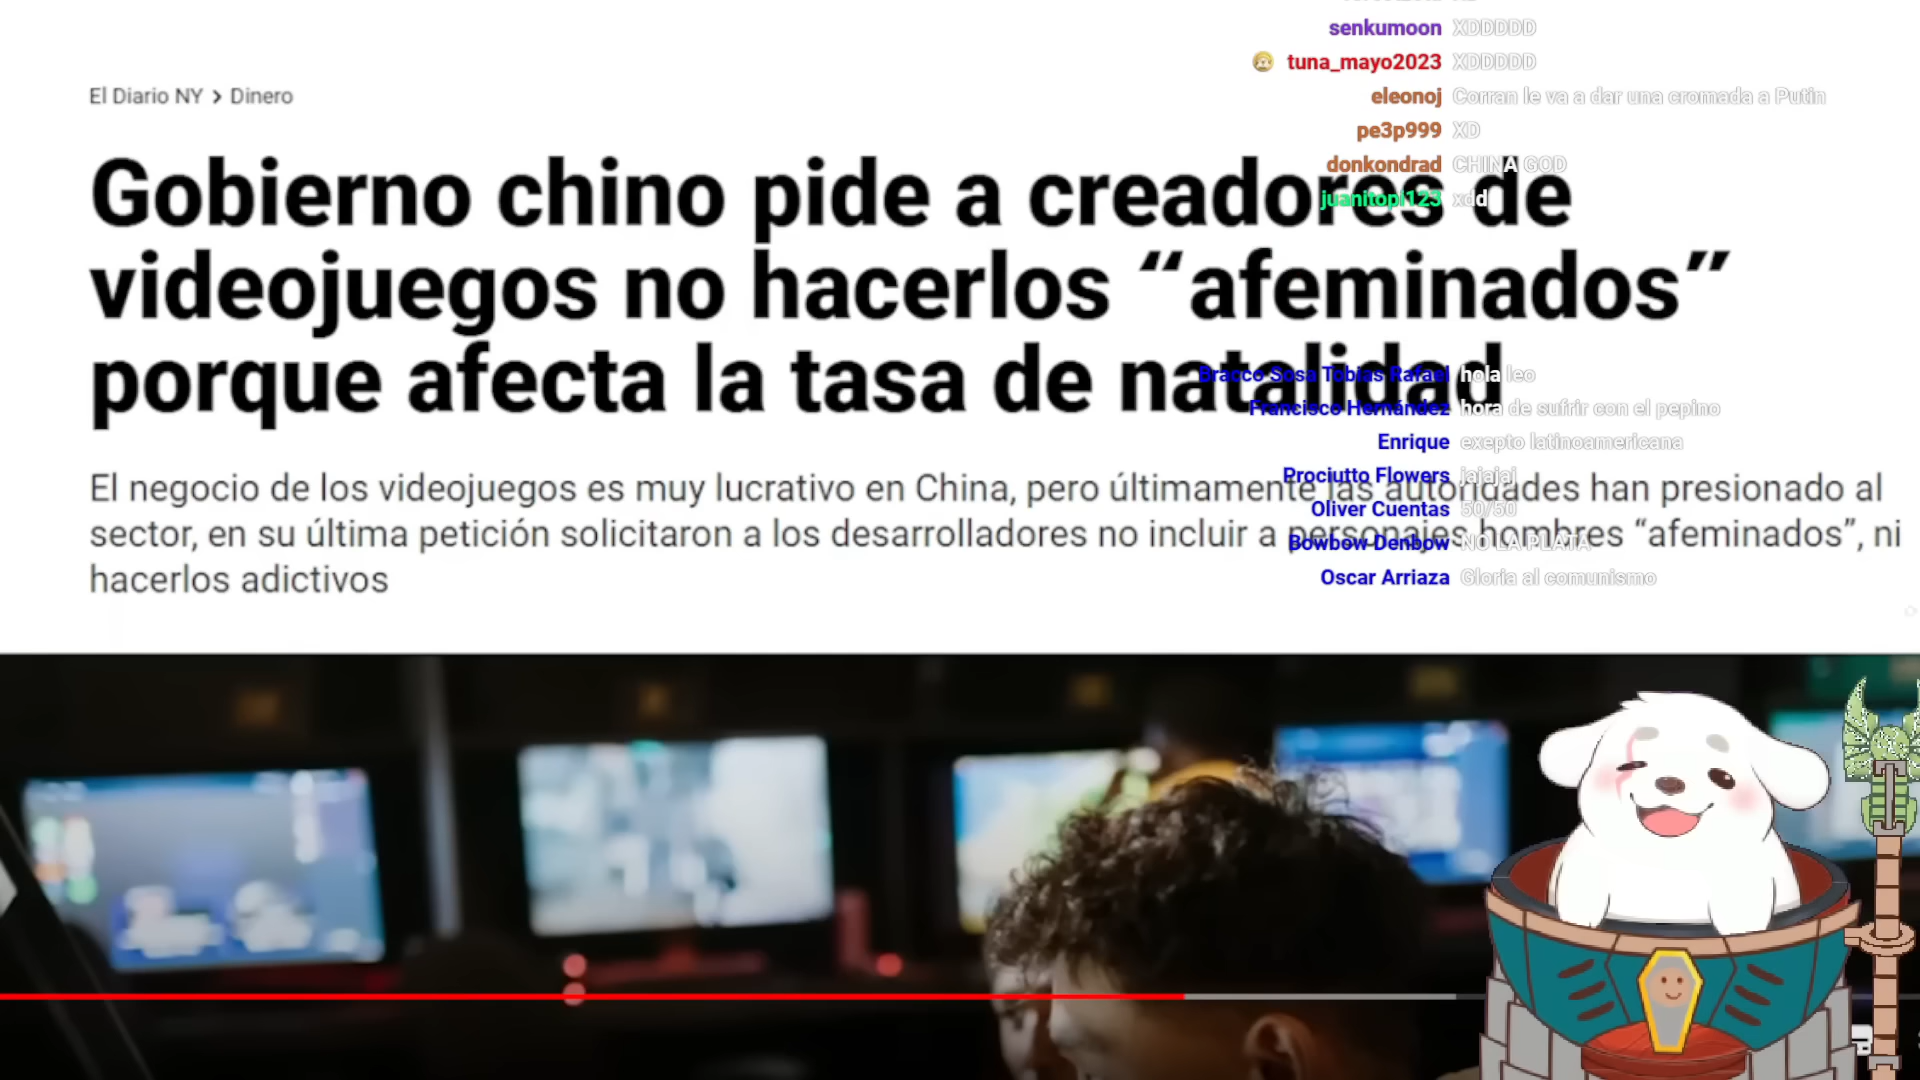 senkumoon XDDDDD
tuna_mayo2023 XDDDDD
El Diario NY > Dinero
eleonoj Corran le va a dar una cromada a Putin
pe3p999 XD
donkondrad CHINA GOD
Gobierno chino pide a creadores de
juanitopi123 xdd
videojuegos no hacerlos “afeminados”
porque afecta la tasa de natalidad
Bracco Sosa Tobias Rafael hola leo
Francisco Hernández hora de sufrir con el pepino
Enrique exepto latinoamericana
Prociutto Flowers jajajaj
El negocio de los videojuegos es muy lucrativo en China, pero últimamente las autoridades han presionado al
Oliver Cuentas 50/50
sector, en su última petición solicitaron a los desarrolladores no incluir a personajes hombres “afeminados”, ni
Bowbow Denbow NO LA PLATA
hacerlos adictivos
Oscar Arriaza Gloria al comunismo